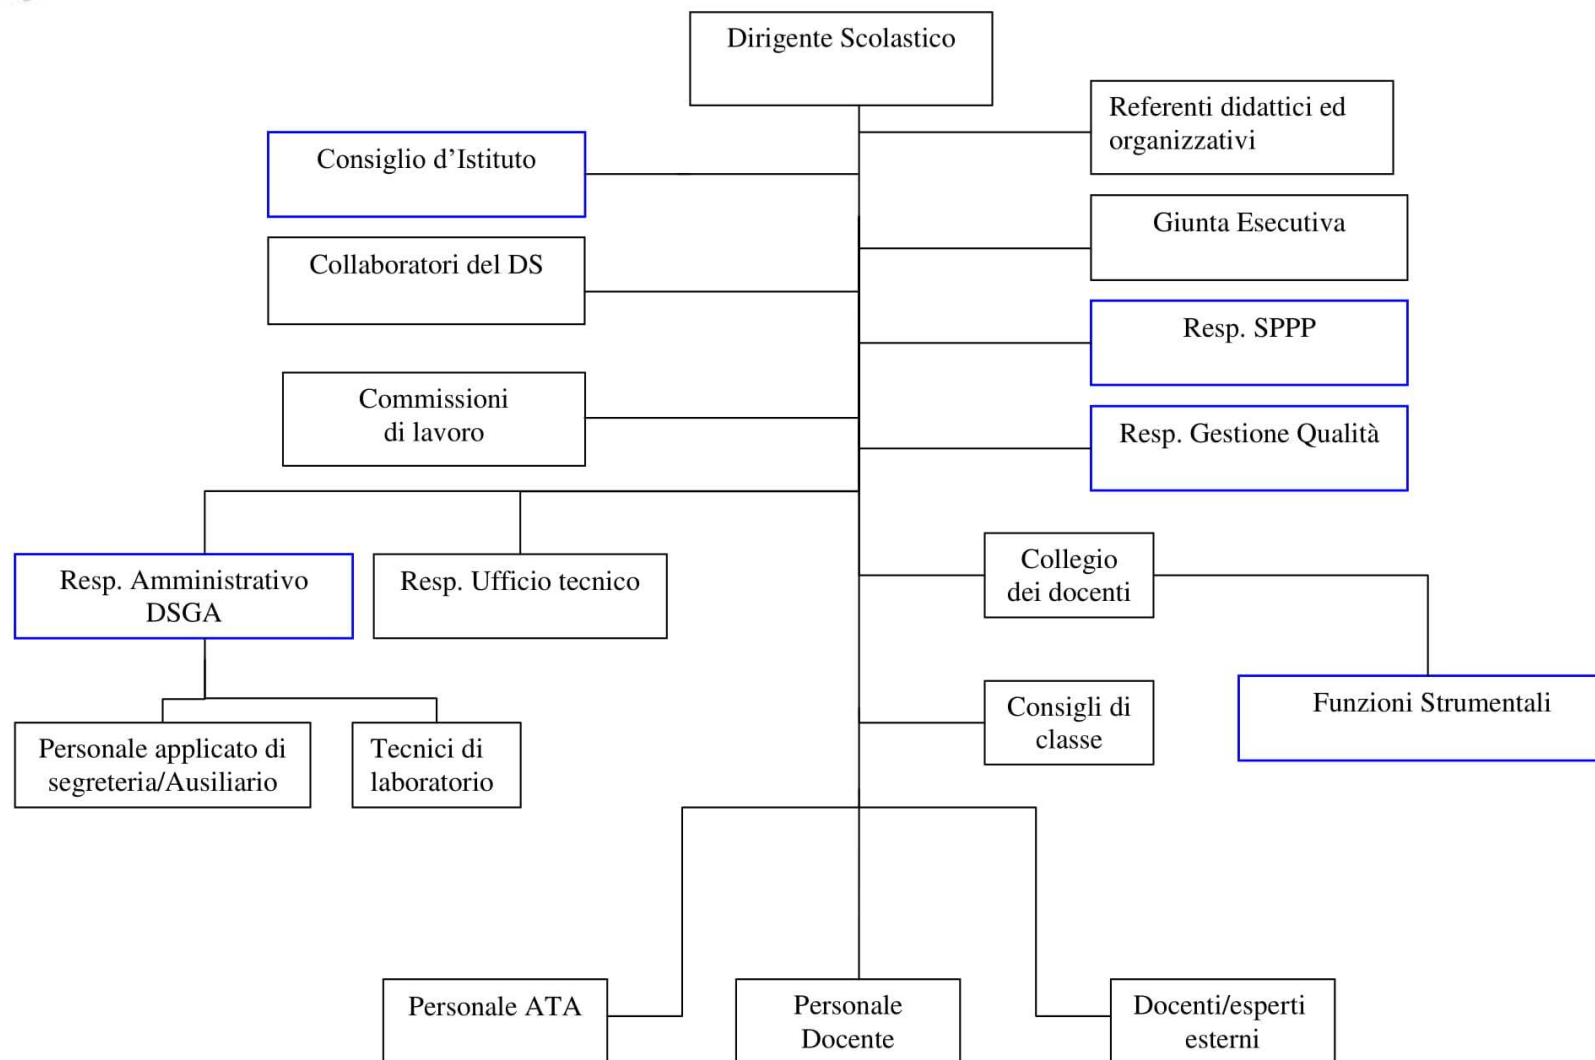 Dirigente Scolastico
Referenti didattici ed
organizzativi
Consiglio d’Istituto
Giunta Esecutiva
Collaboratori del DS
Resp. SPPP
Commissioni
di lavoro
Resp. Gestione Qualità
Collegio
dei docenti
Resp. Amministrativo
DSGA
Resp. Ufficio tecnico
Consigli di
classe
Funzioni Strumentali
Personale applicato di
segreteria/Ausiliario
Tecnici di
laboratorio
Personale ATA
Personale
Docente
Docenti/esperti
esterni